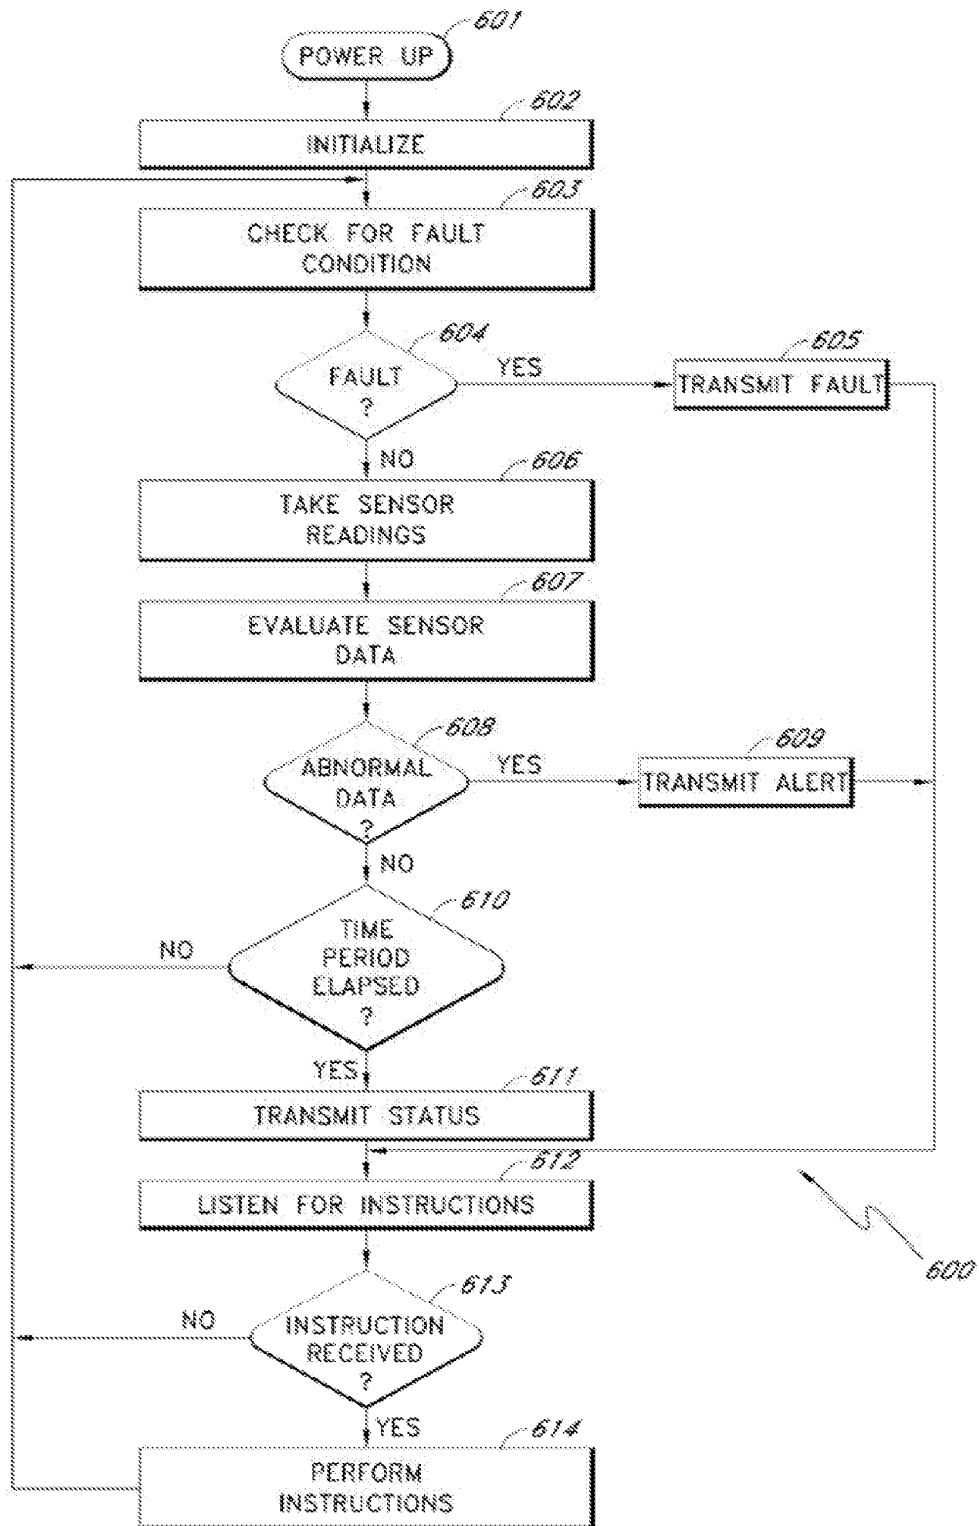 601
POWER UP
602
INITIALIZE
603
CHECK FOR FAULT
CONDITION
604
FAULT
?
YES
605
TRANSMIT FAULT
NO
606
TAKE SENSOR
READINGS
607
EVALUATE SENSOR
DATA
608
ABNORMAL
DATA
?
YES
609
TRANSMIT ALERT
NO
610
TIME
PERIOD
ELAPSED
?
NO
YES
611
TRANSMIT STATUS
612
LISTEN FOR INSTRUCTIONS
600
613
INSTRUCTION
RECEIVED
?
NO
YES
614
PERFORM
INSTRUCTIONS